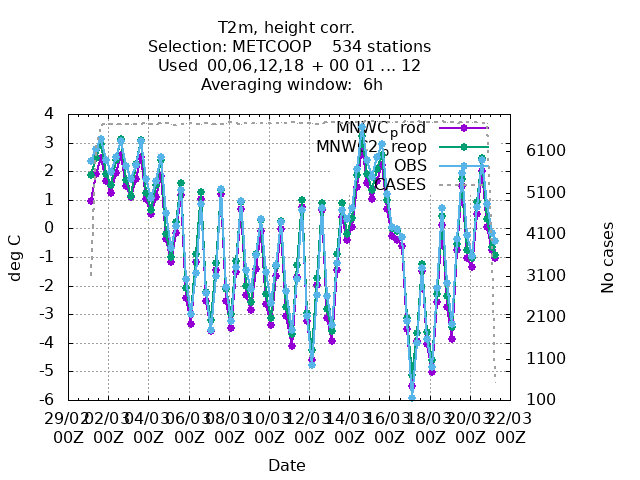 T2m, height corr.
Selection: METCOOP 534 stations
Used 00,06,12,18 + 00 01 ... 12
Averaging window: 6h
MNWC_prod
MNWC2_preop
OBS
CASES
4
3
2
1
0
-1
-2
-3
-4
-5
-6
deg C
6100
5100
4100
3100
2100
1100
100
No cases
29/02 02/03 04/03 06/03 08/03 10/03 12/03 14/03 16/03 18/03 20/03 22/03
00Z 00Z 00Z 00Z 00Z 00Z 00Z 00Z 00Z 00Z 00Z 00Z
Date